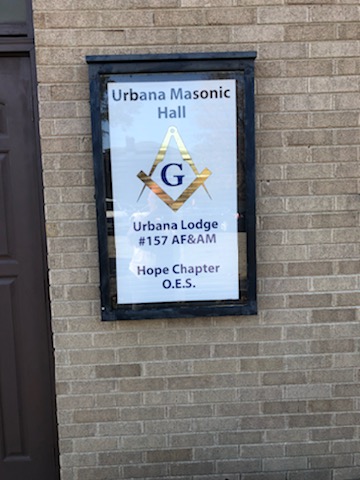 Urbana Masonic
Hall
G
Urbana Lodge
#157 AF&AM
Hope Chapter
O.E.S.